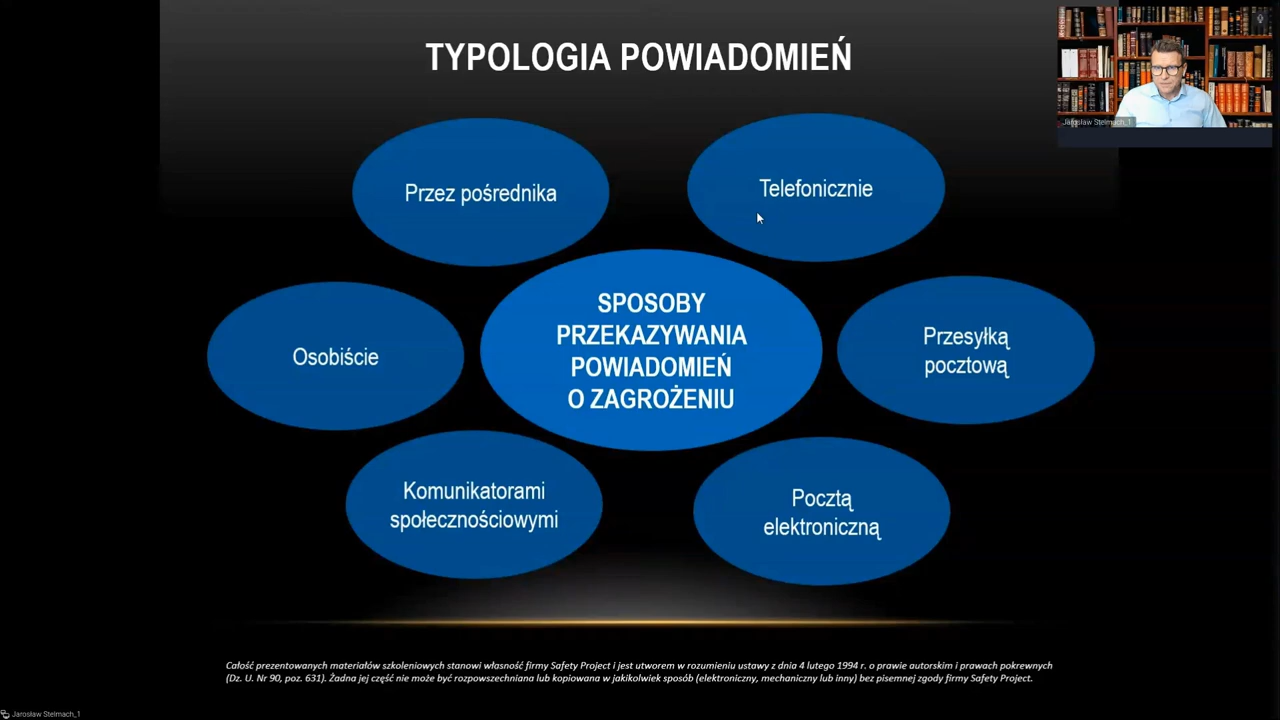 TYPOLOGIA POWIADOMIEŃ
Jarosław Stelmach_1
Przez pośrednika
Telefonicznie
SPOSOBY
PRZEKAZYWANIA
POWIADOMIEŃ
O ZAGROŻENIU
Osobiście
Przesyłką
pocztową
Komunikatorami
społecznościowymi
Pocztą
elektroniczną
Całość prezentowanych materiałów szkoleniowych stanowi własność firmy Safety Project i jest utworem w rozumieniu ustawy z dnia 4 lutego 1994 r. o prawie autorskim i prawach pokrewnych
(Dz. U. Nr 90, poz. 631). Żadna jej część nie może być rozpowszechniana lub kopiowana w jakikolwiek sposób (elektroniczny, mechaniczny lub inny) bez pisemnej zgody firmy Safety Project.
Jarosław Stelmach_1